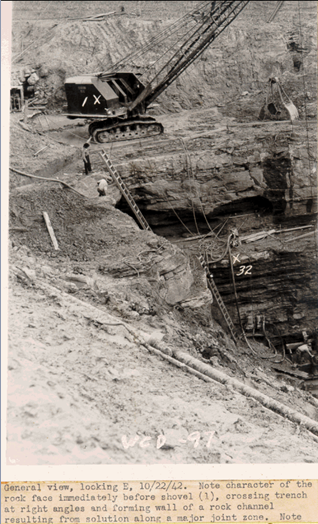 1 X
X
32
VCD-91
General view, looking E, 10/22/42. Note character of the
rock face immediately before shovel (1), crossing trench
at right angles and forming wall of a rock channel
resulting from solution along a major joint zone. Note